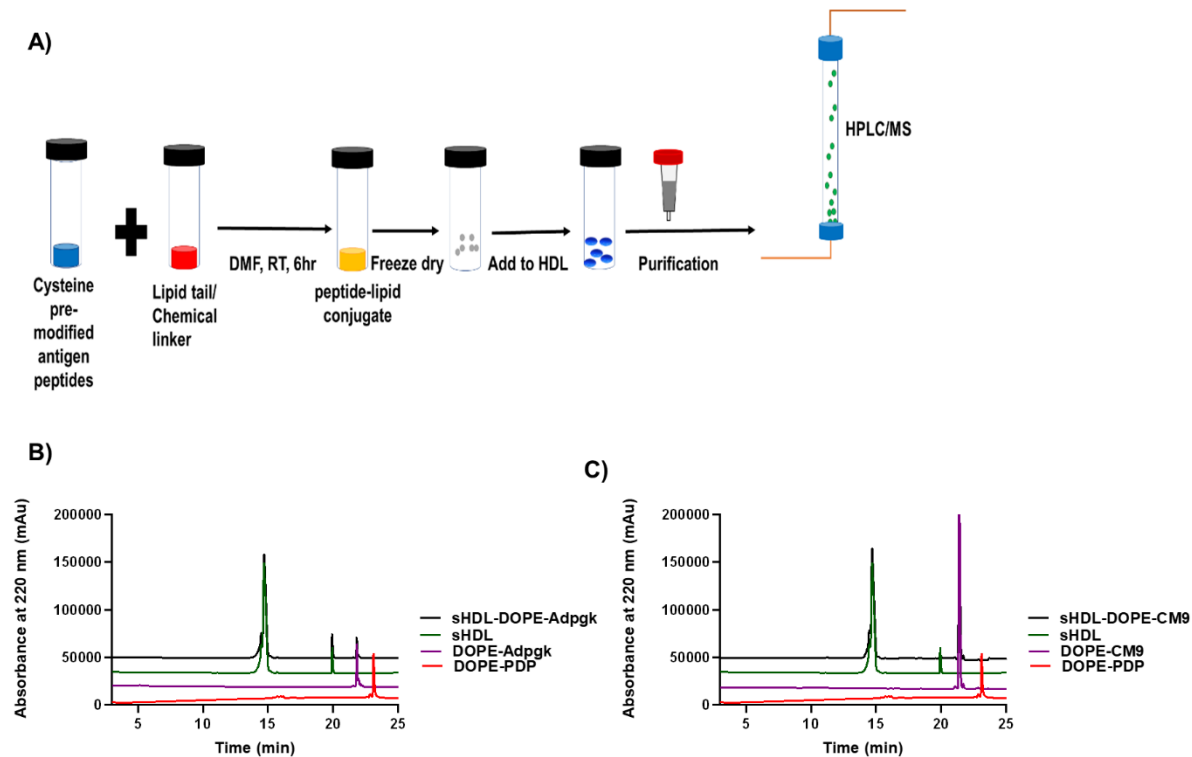 A)
HPLC/MS
DMF, RT, 6hr
Freeze dry
Add to HDL
Purification
Cysteine
pre-
modified
antigen
peptides
Lipid tail/
Chemical
linker
peptide-lipid
conjugate
B)
Absorbance at 220 nm (mAu)
200000
150000
100000
50000
0
5
10
15
20
25
Time (min)
sHDL-DOPE-Adpgk
sHDL
DOPE-Adpgk
DOPE-PDP
C)
Absorbance at 220 nm (mAu)
200000
150000
100000
50000
0
5
10
15
20
25
Time (min)
sHDL-DOPE-CM9
sHDL
DOPE-CM9
DOPE-PDP